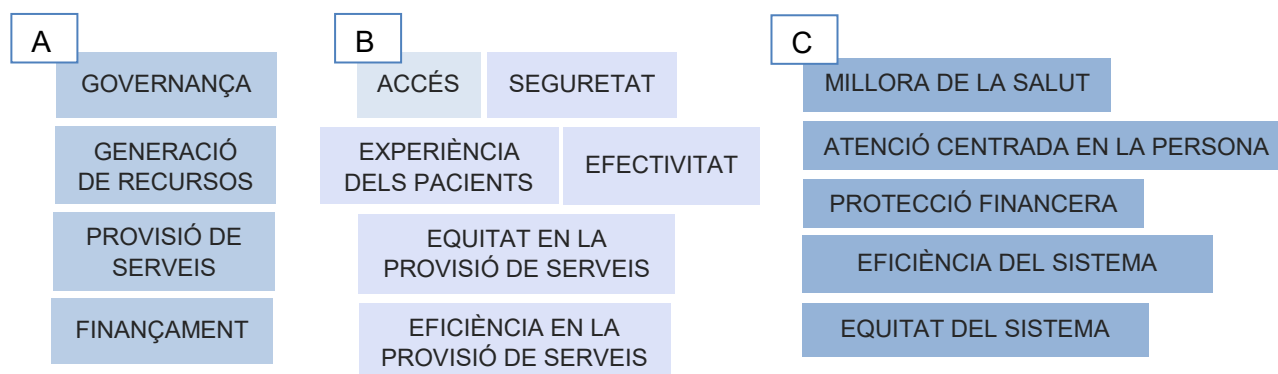 A
GOVERNANÇA
GENERACIÓ
DE RECURSOS
PROVISIÓ DE
SERVEIS
FINANÇAMENT
B
ACCÉS
SEGURETAT
EXPERIÈNCIA
DELS PACIENTS
EFECTIVITAT
EQUITAT EN LA
PROVISIÓ DE SERVEIS
EFICIÈNCIA EN LA
PROVISIÓ DE SERVEIS
C
MILLORA DE LA SALUT
ATENCIÓ CENTRADA EN LA PERSONA
PROTECCIÓ FINANCERA
EFICIÈNCIA DEL SISTEMA
EQUITAT DEL SISTEMA